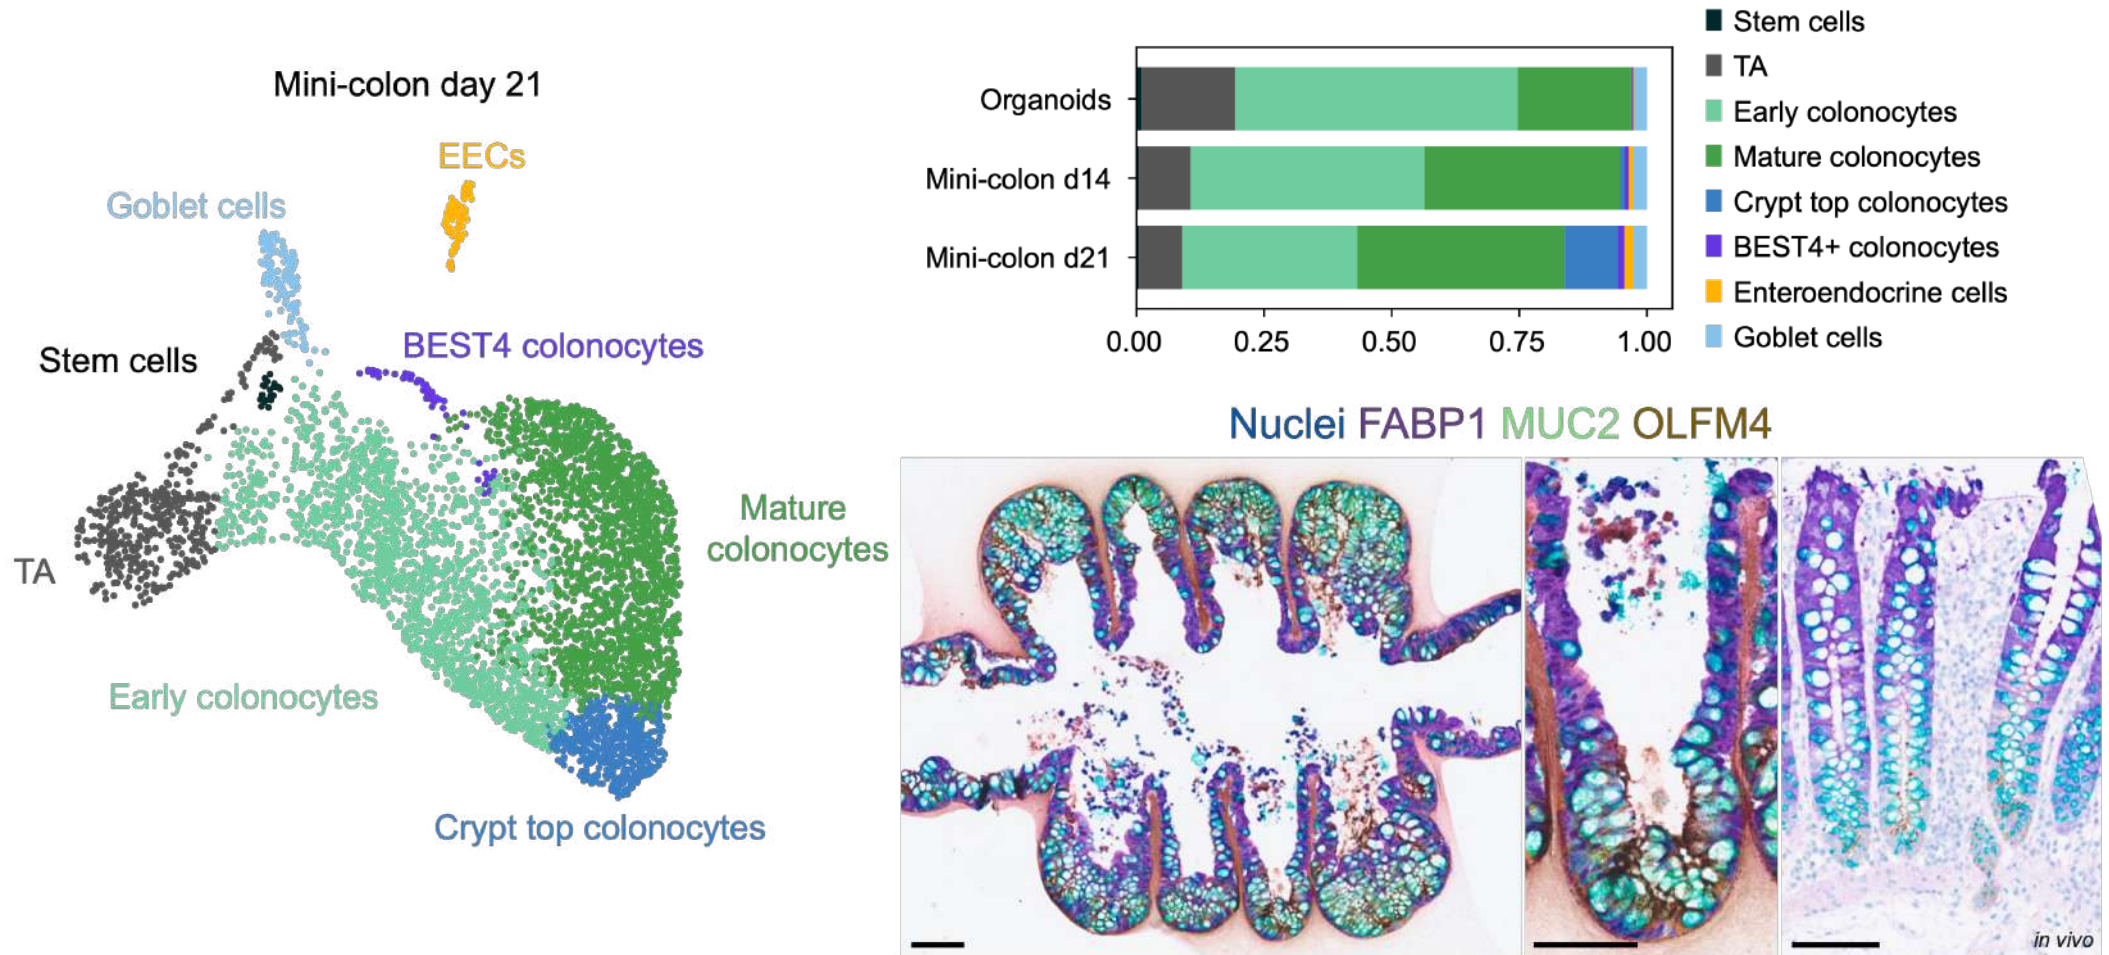 Mini-colon day 21
EECs
Goblet cells
Stem cells
BEST4 colonocytes
Mature
colonocytes
TA
Early colonocytes
Crypt top colonocytes
Organoids
Mini-colon d14
Mini-colon d21
0.00 0.25 0.50 0.75 1.00
Stem cells
TA
Early colonocytes
Mature colonocytes
Crypt top colonocytes
BEST4+ colonocytes
Enteroendocrine cells
Goblet cells
Nuclei FABP1 MUC2 OLFM4
in vivo